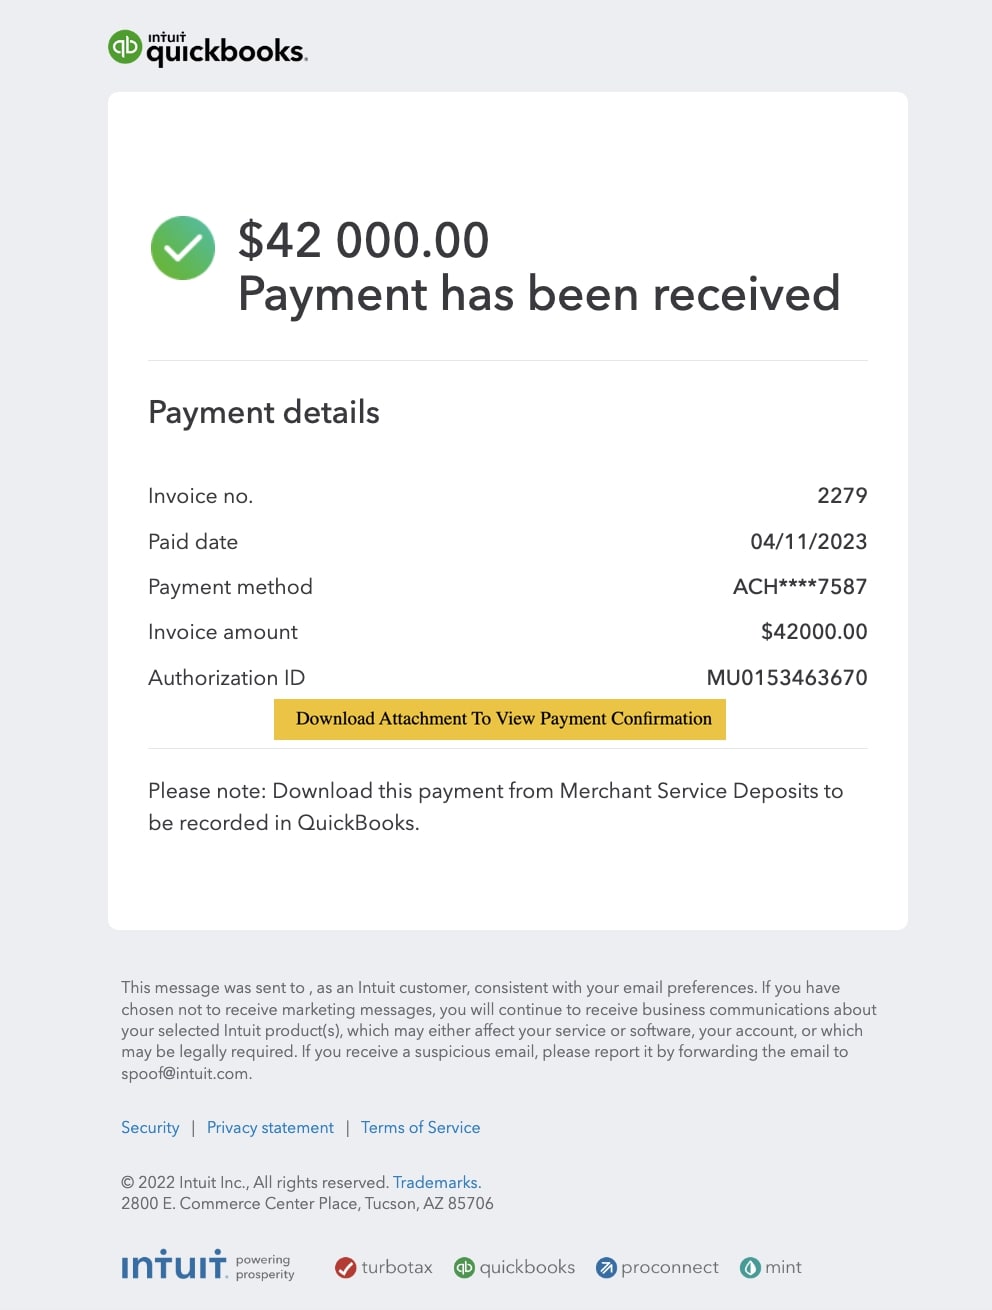 intuit
quickbooks.
$42 000.00
Payment has been received
Payment details
Invoice no. 2279
Paid date 04/11/2023
Payment method ACH****7587
Invoice amount $42000.00
Authorization ID MU0153463670
Download Attachment To View Payment Confirmation
Please note: Download this payment from Merchant Service Deposits to
be recorded in QuickBooks.
This message was sent to , as an Intuit customer, consistent with your email preferences. If you have
chosen not to receive marketing messages, you will continue to receive business communications about
your selected Intuit product(s), which may either affect your service or software, your account, or which
may be legally required. If you receive a suspicious email, please report it by forwarding the email to
spoof@intuit.com.
Security | Privacy statement | Terms of Service
© 2022 Intuit Inc., All rights reserved. Trademarks.
2800 E. Commerce Center Place, Tucson, AZ 85706
intuit. powering prosperity turbotax quickbooks proconnect mint